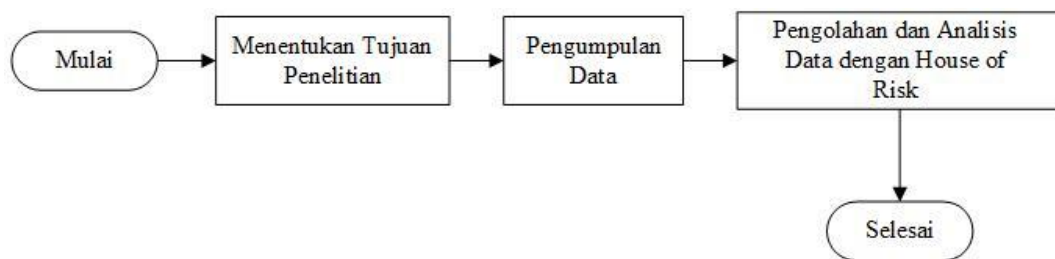 Mulai
Menentukan Tujuan
Penelitian
Pengumpulan
Data
Pengolahan dan Analisis
Data dengan House of
Risk
Selesai